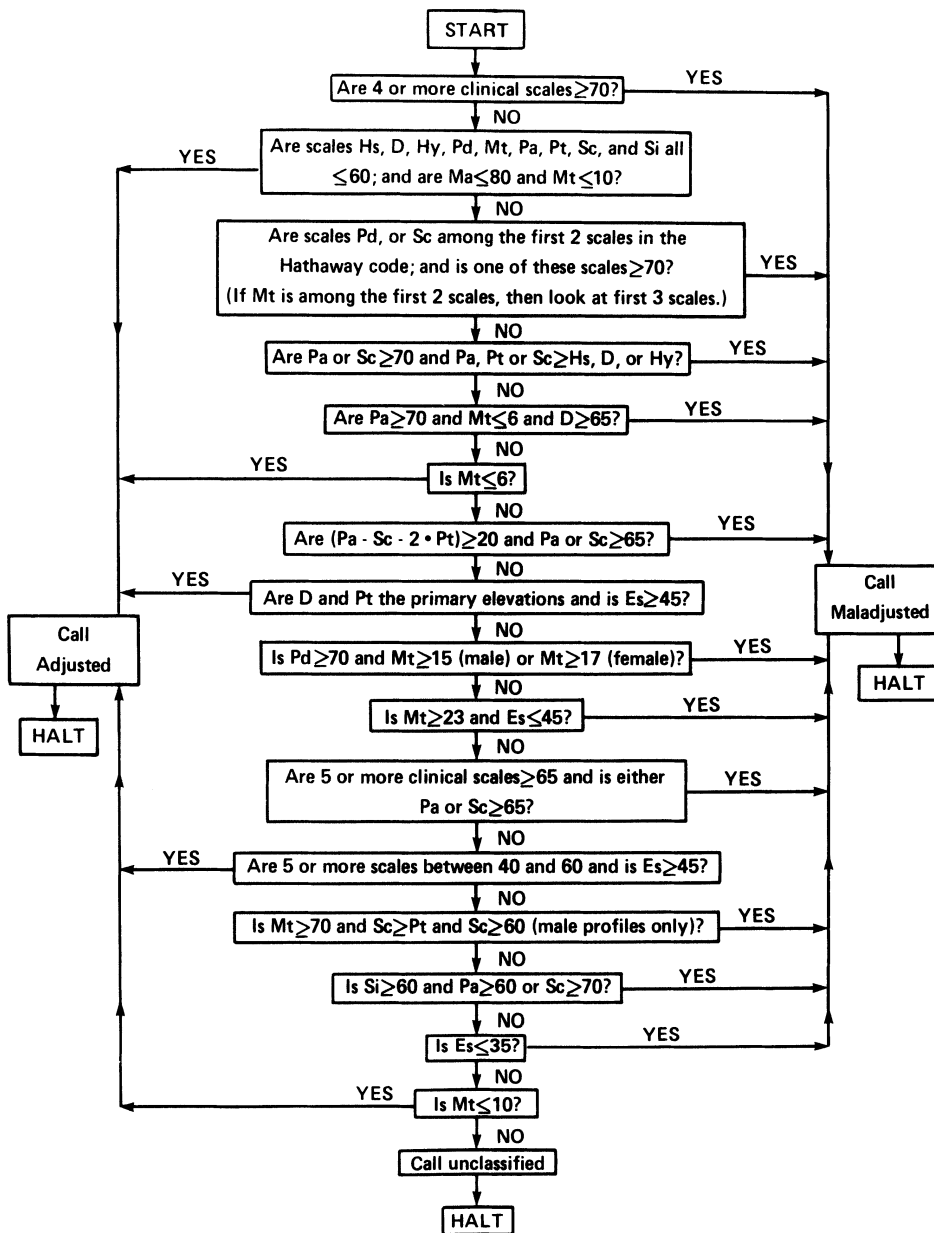 START
Are 4 or more clinical scales≥70?
YES
NO
Are scales Hs, D, Hy, Pd, Mt, Pa, Pt, Sc, and Si all
≤60; and are Ma≤80 and Mt≤10?
YES
NO
Are scales Pd, or Sc among the first 2 scales in the
Hathaway code; and is one of these scales≥70?
(If Mt is among the first 2 scales, then look at first 3 scales.)
YES
NO
Are Pa or Sc≥70 and Pa, Pt or Sc≥Hs, D, or Hy?
YES
NO
Are Pa≥70 and Mt≤6 and D≥65?
YES
NO
Is Mt≤6?
YES
NO
Are (Pa - Sc - 2 • Pt)≥20 and Pa or Sc≥65?
YES
NO
Are D and Pt the primary elevations and is Es≥45?
YES
NO
Call
Adjusted
HALT
Call
Maladjusted
HALT
Is Pd≥70 and Mt≥15 (male) or Mt≥17 (female)?
YES
NO
Is Mt≥23 and Es≤45?
YES
NO
Are 5 or more clinical scales≥65 and is either
Pa or Sc≥65?
YES
NO
Are 5 or more scales between 40 and 60 and is Es≥45?
YES
NO
Is Mt≥70 and Sc≥Pt and Sc≥60 (male profiles only)?
YES
NO
Is Si≥60 and Pa≥60 or Sc≥70?
YES
NO
Is Es≤35?
YES
NO
Is Mt≤10?
YES
NO
Call unclassified
HALT